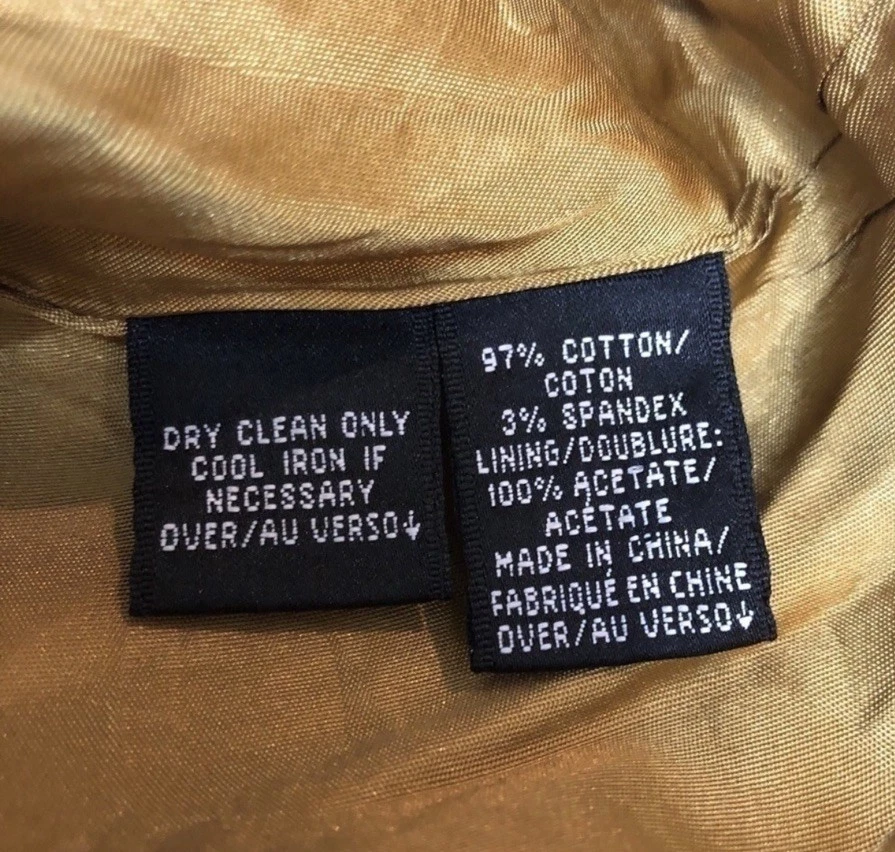 DRY CLEAN ONLY
COOL IRON IF
NECESSARY
OVER/AU VERSO↓
97% COTTON/
COTON
3% SPANDEX
LINING/DOUBLURE:
100% ACETATE/
ACÉTATE
MADE IN CHINA/
FABRIQUÉ EN CHINE
OVER/AU VERSO↓